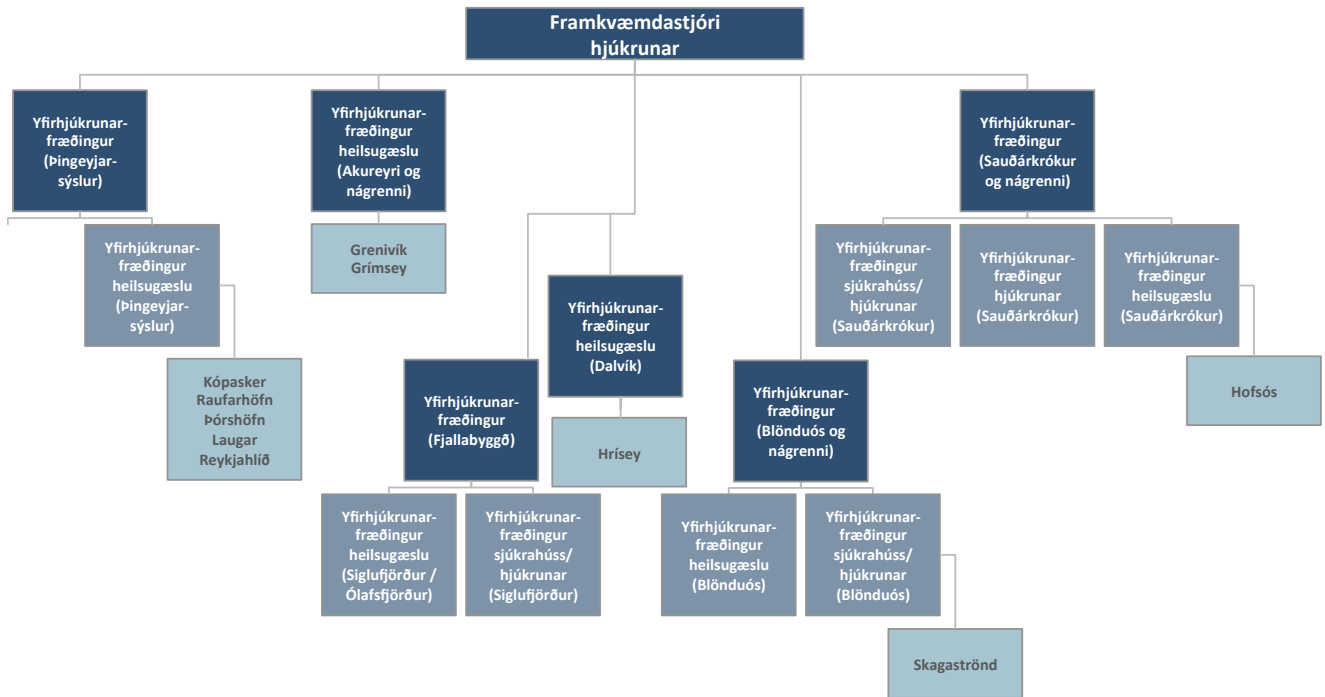 Framkvæmdastjóri
hjúkrunar
Yfirhjúkrunar-
fræðingur
(Þingeyjar-
sýslur)
Yfirhjúkrunar-
fræðingur
heilsugæslu
(Akureyri og
nágrenni)
Yfirhjúkrunar-
fræðingur
(Sauðárkrókur
og nágrenni)
Yfirhjúkrunar-
fræðingur
heilsugæslu
(Þingeyjar-
sýslur)
Grenivík
Grímsey
Yfirhjúkrunar-
fræðingur
sjúkrahúss/
hjúkrunar
(Sauðárkrókur)
Yfirhjúkrunar-
fræðingur
hjúkrunar
(Sauðárkrókur)
Yfirhjúkrunar-
fræðingur
heilsugæslu
(Sauðárkrókur)
Yfirhjúkrunar-
fræðingur
heilsugæslu
(Dalvík)
Kópasker
Raufarhöfn
Þórshöfn
Laugar
Reykjahlíð
Yfirhjúkrunar-
fræðingur
(Fjallabyggð)
Yfirhjúkrunar-
fræðingur
(Blönduós og
nágrenni)
Hofsós
Hrísey
Yfirhjúkrunar-
fræðingur
heilsugæslu
(Siglufjörður /
Ólafsfjörður)
Yfirhjúkrunar-
fræðingur
sjúkrahúss/
hjúkrunar
(Siglufjörður)
Yfirhjúkrunar-
fræðingur
heilsugæslu
(Blönduós)
Yfirhjúkrunar-
fræðingur
sjúkrahúss/
hjúkrunar
(Blönduós)
Skagaströnd